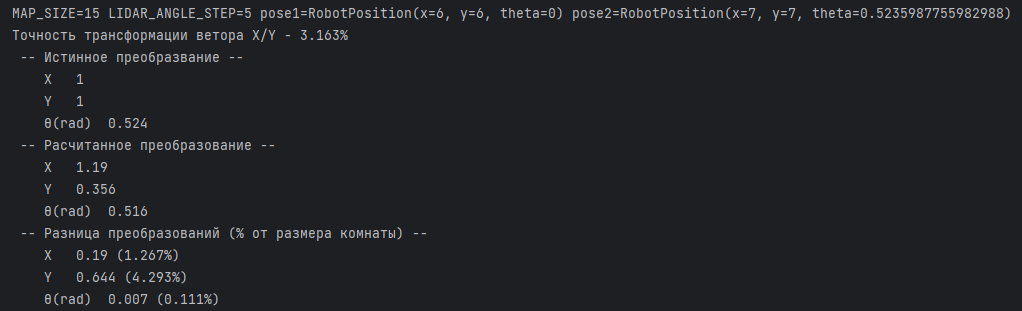 MAP_SIZE=15 LIDAR_ANGLE_STEP=5 pose1=RobotPosition(x=6, y=6, theta=0) pose2=RobotPosition(x=7, y=7, theta=0.5235987755982988)
Точность трансформации ветора X/Y - 3.163%
-- Истинное преобразвание --
X 1
Y 1
θ(rad) 0.524
-- Расчитанное преобразование --
X 1.19
Y 0.356
θ(rad) 0.516
-- Разница преобразований (% от размера комнаты) --
X 0.19 (1.267%)
Y 0.644 (4.293%)
θ(rad) 0.007 (0.111%)